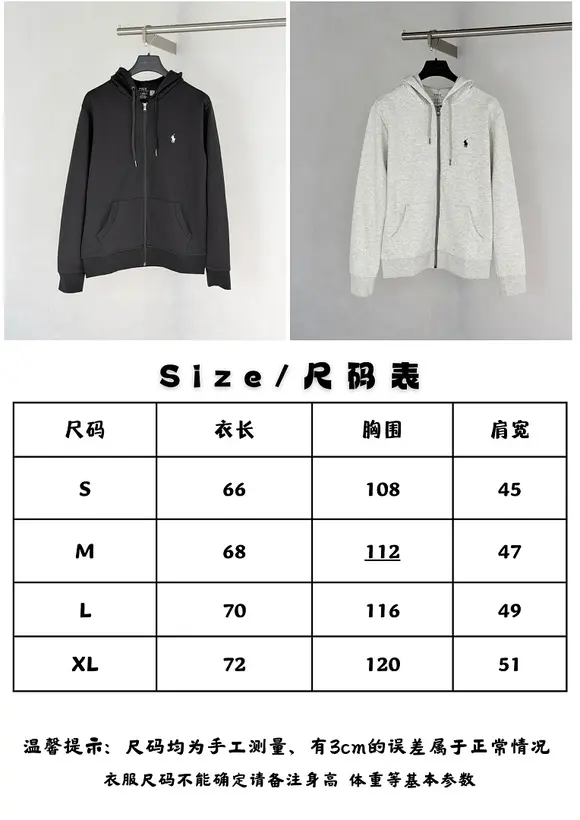 Size/尺码表
尺码 衣长 胸围 肩宽
S 66 108 45
M 68 112 47
L 70 116 49
XL 72 120 51
温馨提示：尺码均为手工测量、有3cm的误差属于正常情况
衣服尺码不能确定请备注身高 体重等基本参数